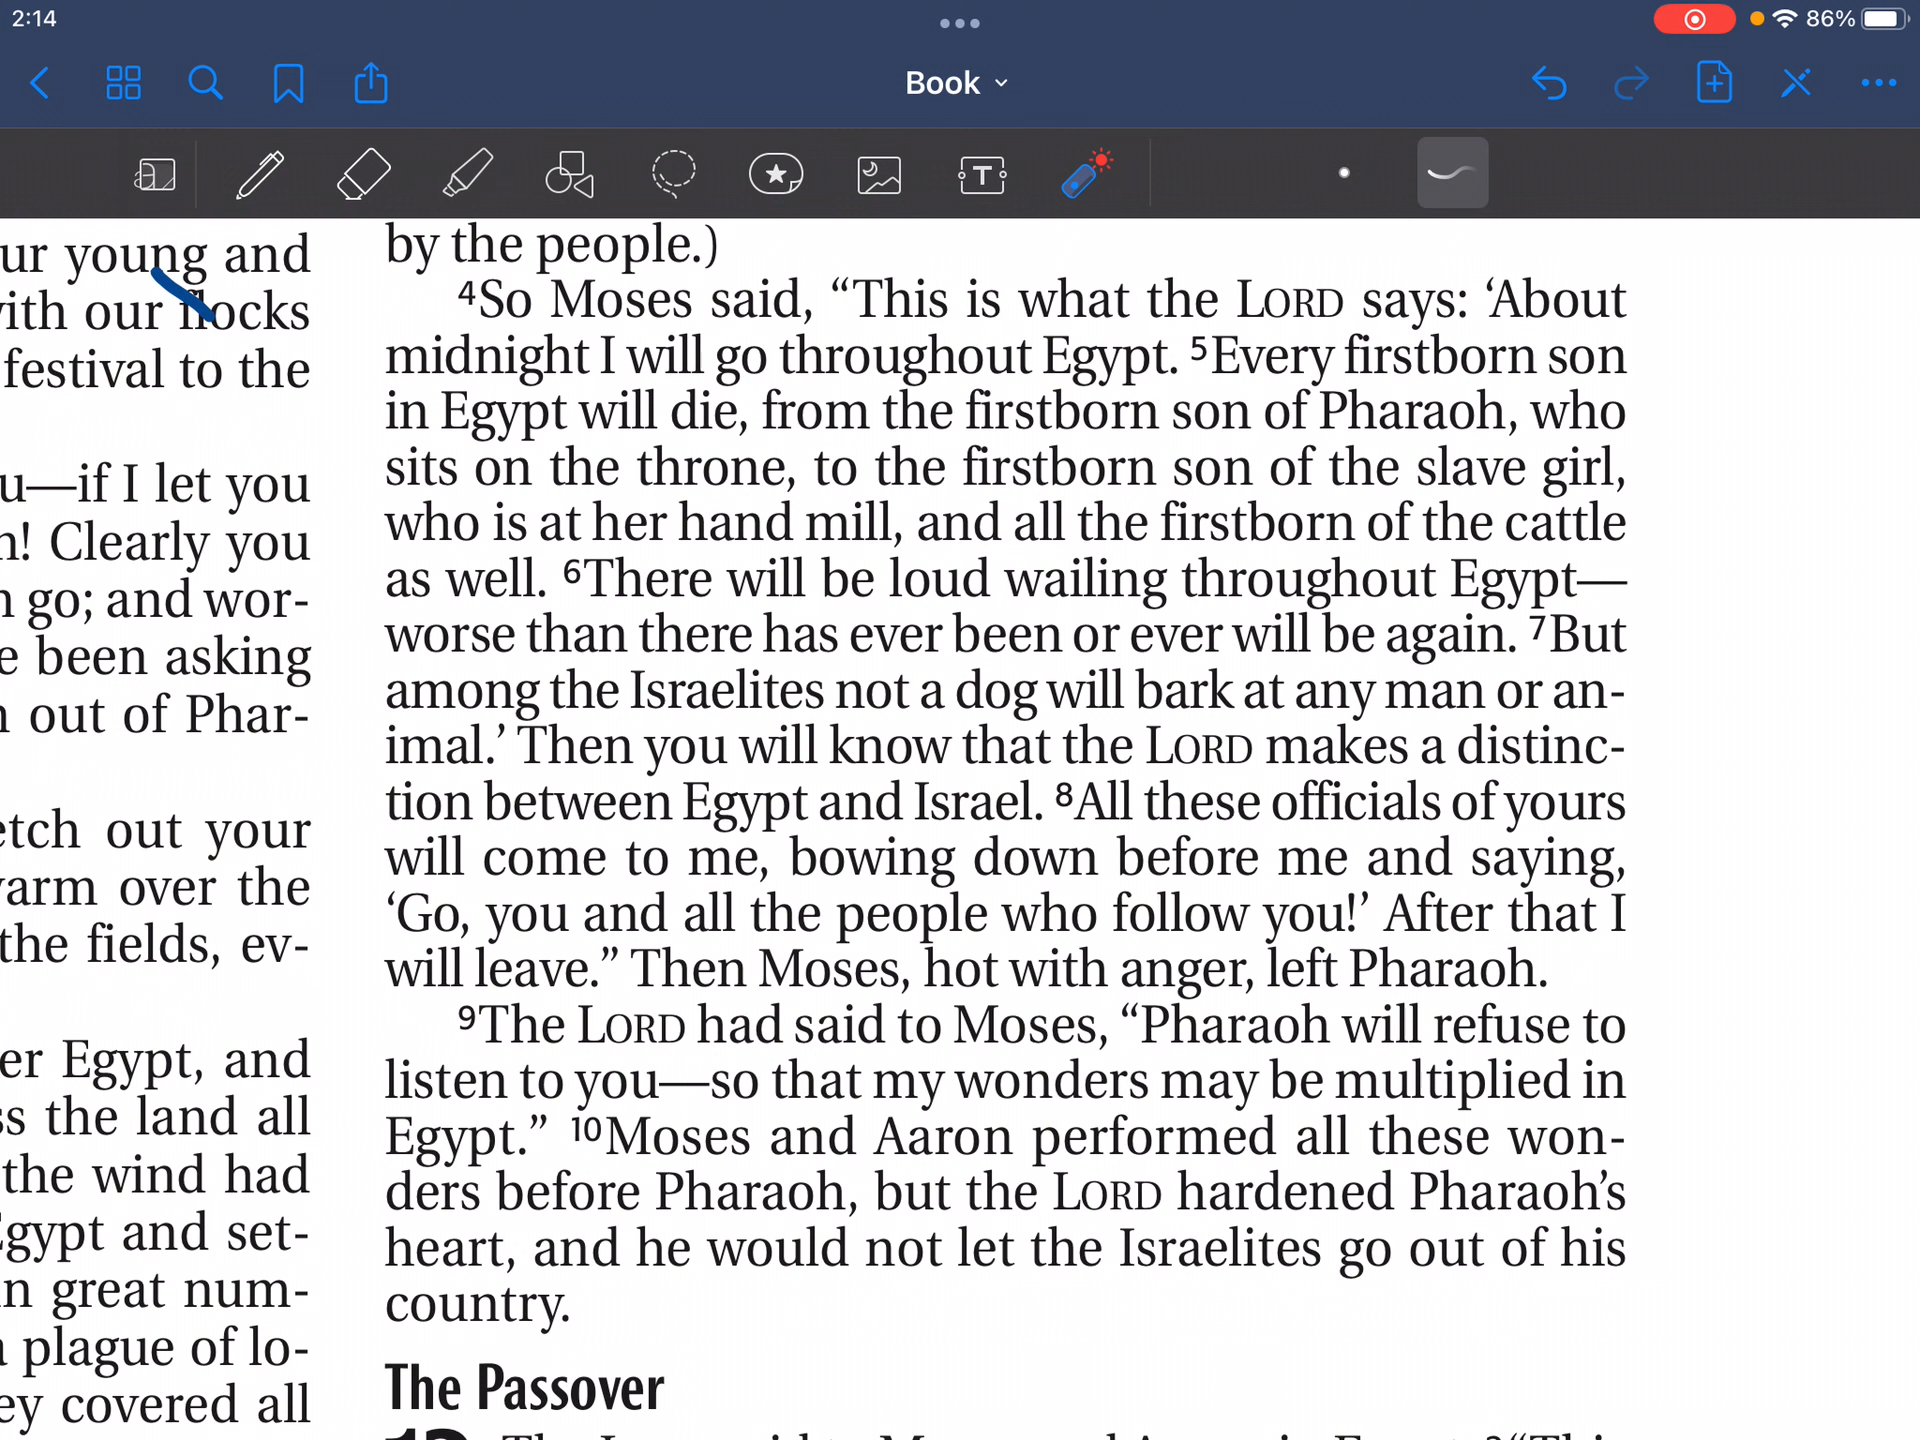 2:14
86%
Book
ur young and
with our flocks
festival to the
u—if I let you
n! Clearly you
n go; and wor-
e been asking
n out of Phar-
etch out your
warm over the
the fields, ev-
er Egypt, and
ss the land all
the wind had
Egypt and set-
in great num-
a plague of lo-
ey covered all
by the people.)
4So Moses said, “This is what the LORD says: ‘About
midnight I will go throughout Egypt. 5Every firstborn son
in Egypt will die, from the firstborn son of Pharaoh, who
sits on the throne, to the firstborn son of the slave girl,
who is at her hand mill, and all the firstborn of the cattle
as well. 6There will be loud wailing throughout Egypt—
worse than there has ever been or ever will be again. 7But
among the Israelites not a dog will bark at any man or an-
imal.’ Then you will know that the LORD makes a distinc-
tion between Egypt and Israel. 8All these officials of yours
will come to me, bowing down before me and saying,
‘Go, you and all the people who follow you!’ After that I
will leave.” Then Moses, hot with anger, left Pharaoh.
9The LORD had said to Moses, “Pharaoh will refuse to
listen to you—so that my wonders may be multiplied in
Egypt.” 10Moses and Aaron performed all these won-
ders before Pharaoh, but the LORD hardened Pharaoh’s
heart, and he would not let the Israelites go out of his
country.
The Passover